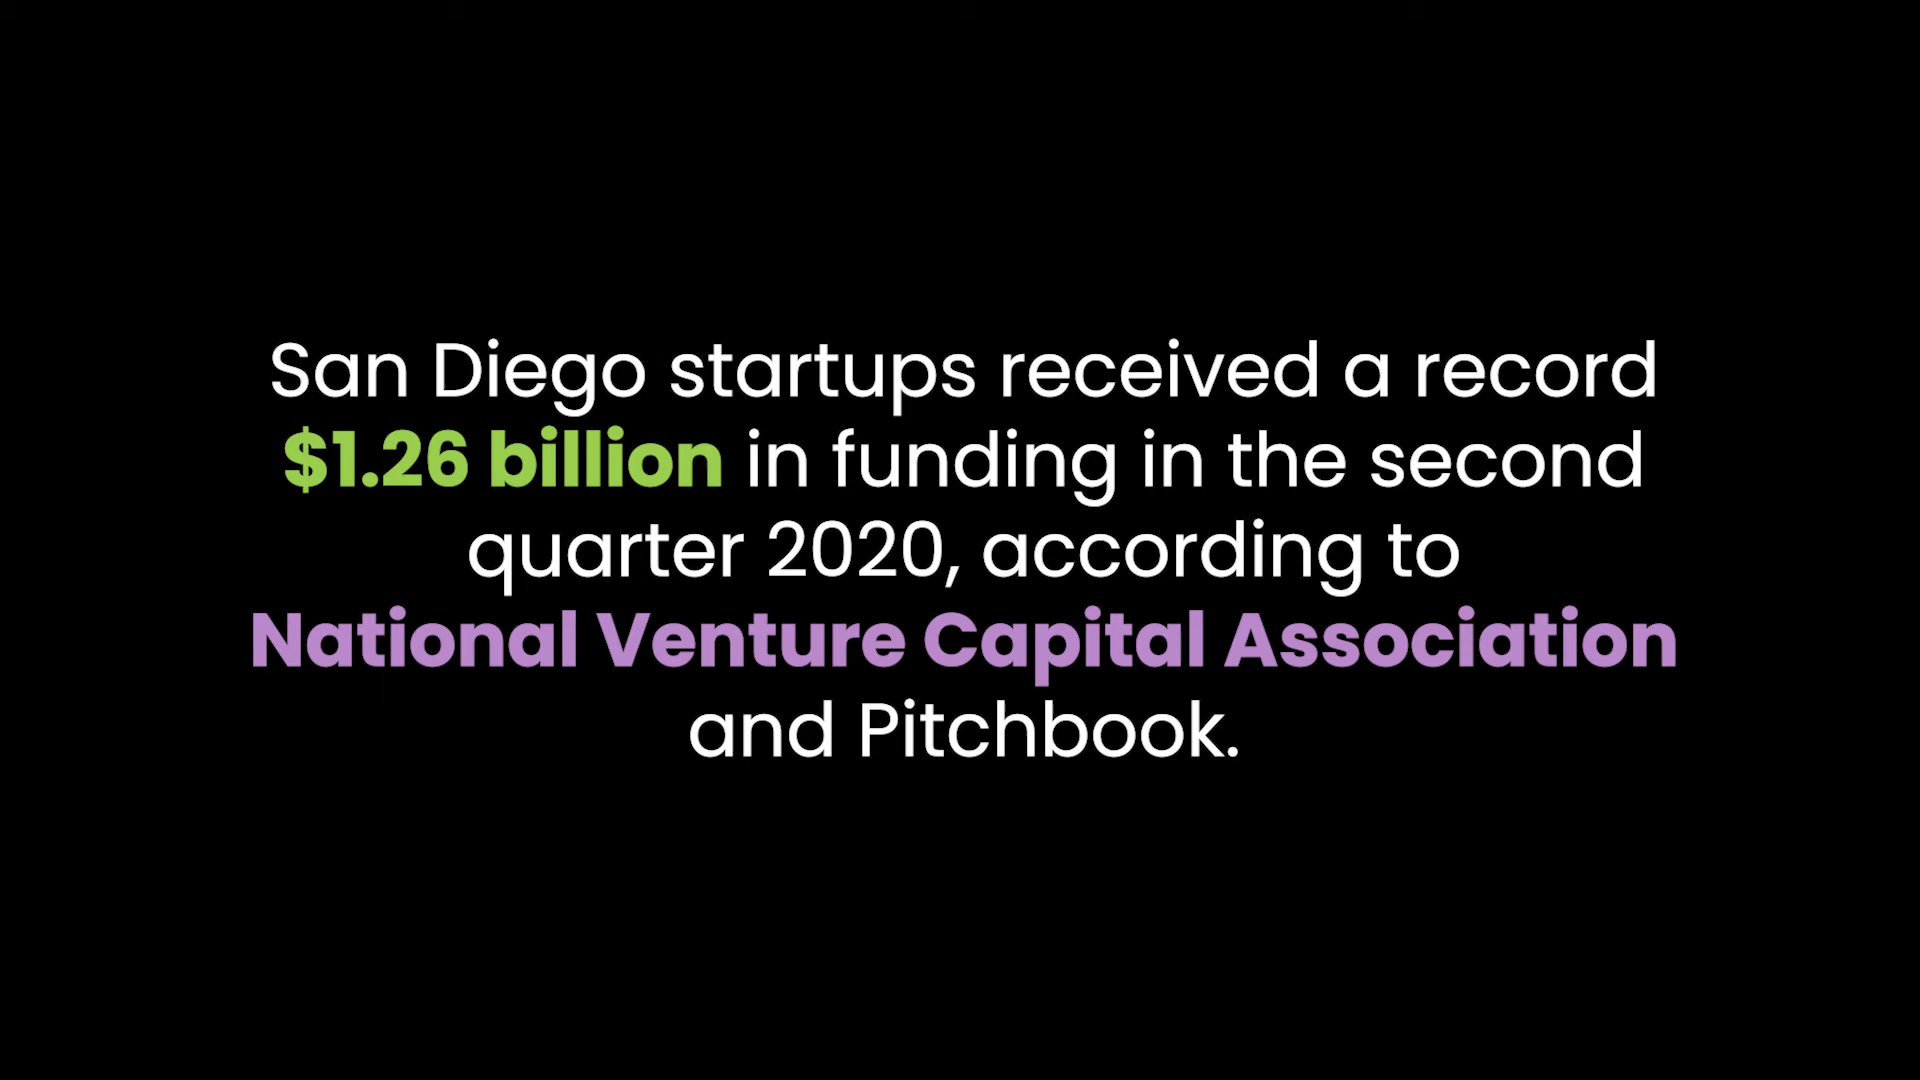 San Diego startups received a record
$1.26 billion in funding in the second
quarter 2020, according to
National Venture Capital Association
and Pitchbook.